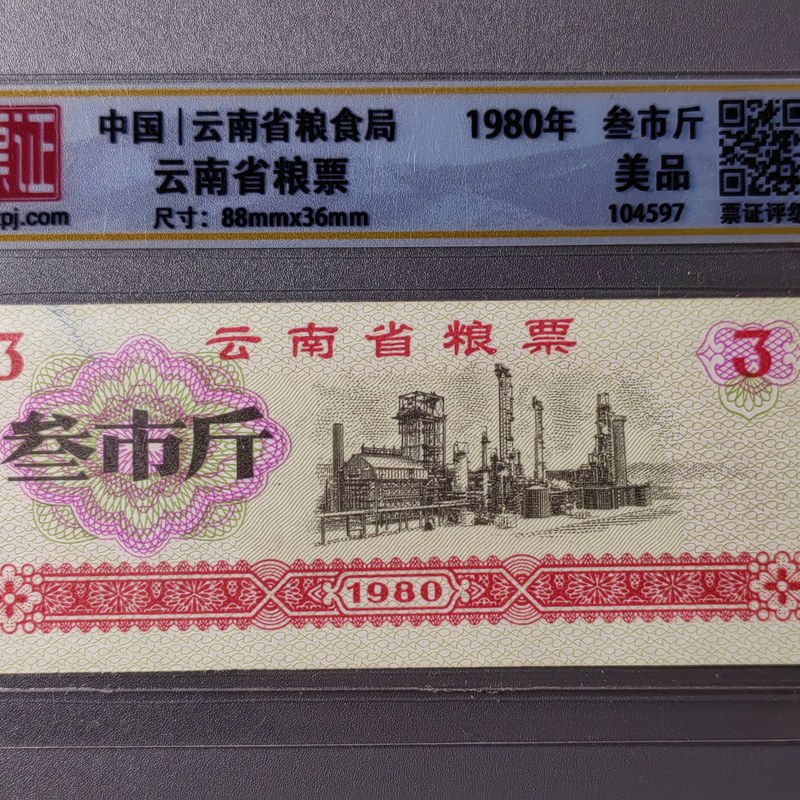 中国|云南省粮食局 1980年 叁市斤
票证 云南省粮票 美品
pj.com 尺寸：88mmx36mm 104597 票证评级
3 云南省粮票 3
叁市斤
1980